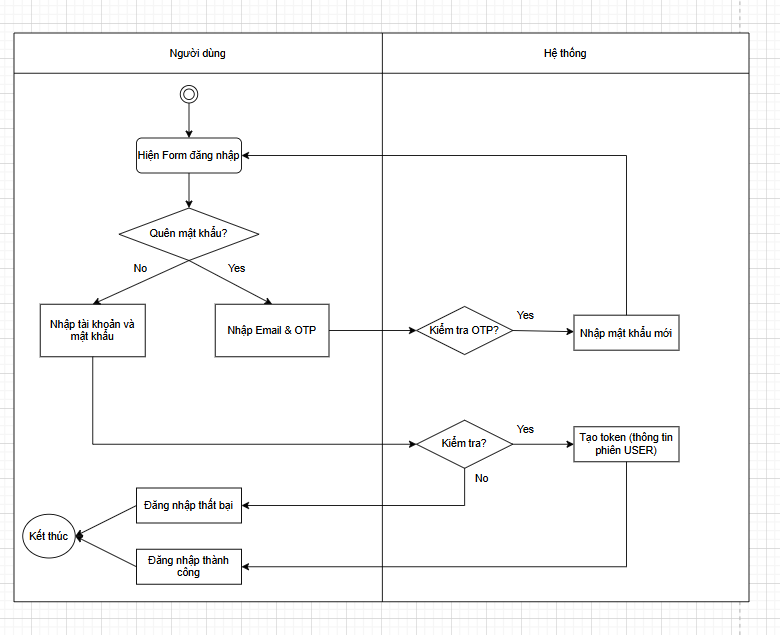 Người dùng
Hệ thống
Hiện Form đăng nhập
Quên mật khẩu?
No
Yes
Nhập tài khoản và
mật khẩu
Nhập Email & OTP
Kiểm tra OTP?
Yes
Nhập mật khẩu mới
Kiểm tra?
Yes
Tạo token (thông tin
phiên USER)
No
Đăng nhập thất bại
Kết thúc
Đăng nhập thành
công